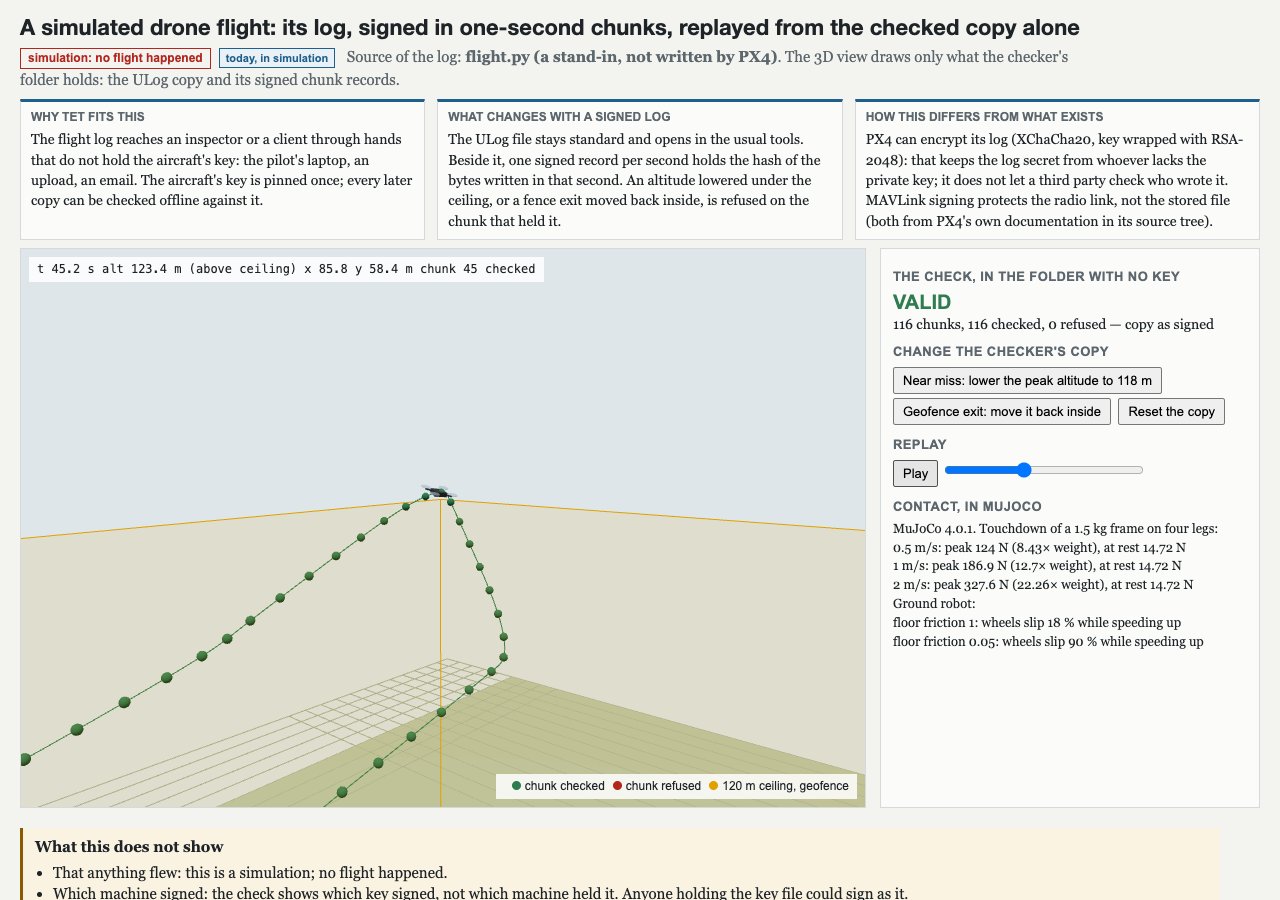 A simulated drone flight: its log, signed in one-second chunks, replayed from the checked copy alone
simulation: no flight happened today, in simulation Source of the log: flight.py (a stand-in, not written by PX4). The 3D view draws only what the checker's
folder holds: the ULog copy and its signed chunk records.
WHY TET FITS THIS
The flight log reaches an inspector or a client through hands
that do not hold the aircraft's key: the pilot's laptop, an
upload, an email. The aircraft's key is pinned once; every later
copy can be checked offline against it.
WHAT CHANGES WITH A SIGNED LOG
The ULog file stays standard and opens in the usual tools.
Beside it, one signed record per second holds the hash of the
bytes written in that second. An altitude lowered under the
ceiling, or a fence exit moved back inside, is refused on the
chunk that held it.
HOW THIS DIFFERS FROM WHAT EXISTS
PX4 can encrypt its log (XChaCha20, key wrapped with RSA-
2048): that keeps the log secret from whoever lacks the
private key; it does not let a third party check who wrote it.
MAVLink signing protects the radio link, not the stored file
(both from PX4's own documentation in its source tree).
t 45.2 s alt 123.4 m (above ceiling) x 85.8 y 58.4 m chunk 45 checked
chunk checked chunk refused 120 m ceiling, geofence
THE CHECK, IN THE FOLDER WITH NO KEY
VALID
116 chunks, 116 checked, 0 refused — copy as signed
CHANGE THE CHECKER'S COPY
Near miss: lower the peak altitude to 118 m
Geofence exit: move it back inside Reset the copy
REPLAY
Play
CONTACT, IN MUJOCO
MuJoCo 4.0.1. Touchdown of a 1.5 kg frame on four legs:
0.5 m/s: peak 124 N (8.43× weight), at rest 14.72 N
1 m/s: peak 186.9 N (12.7× weight), at rest 14.72 N
2 m/s: peak 327.6 N (22.26× weight), at rest 14.72 N
Ground robot:
floor friction 1: wheels slip 18 % while speeding up
floor friction 0.05: wheels slip 90 % while speeding up
What this does not show
• That anything flew: this is a simulation; no flight happened.
• Which machine signed: the check shows which key signed, not which machine held it. Anyone holding the key file could sign as it.